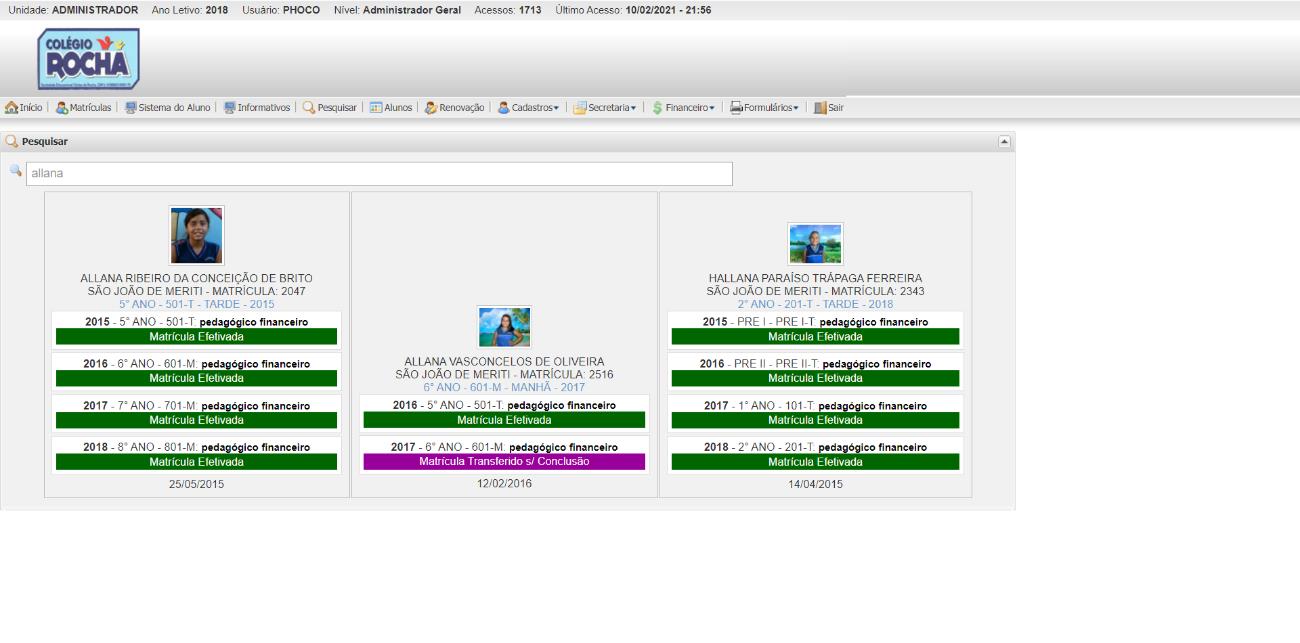 Unidade: ADMINISTRADOR Ano Letivo: 2018 Usuário: PHOCO Nível: Administrador Geral Acessos: 1713 Último Acesso: 10/02/2021 - 21:56
COLÉGIO
ROCHA
Início Matrículas Sistema do Aluno Informativos Pesquisar Alunos Renovação Cadastros Secretaria Financeiro Formulários Sair
Pesquisar
allana
ALLANA RIBEIRO DA CONCEIÇÃO DE BRITO
SÃO JOÃO DE MERITI - MATRÍCULA: 2047
5° ANO - 501-T - TARDE - 2015
2015 - 5° ANO - 501-T: pedagógico financeiro
Matrícula Efetivada
2016 - 6° ANO - 601-M: pedagógico financeiro
Matrícula Efetivada
2017 - 7° ANO - 701-M: pedagógico financeiro
Matrícula Efetivada
2018 - 8° ANO - 801-M: pedagógico financeiro
Matrícula Efetivada
25/05/2015
ALLANA VASCONCELOS DE OLIVEIRA
SÃO JOÃO DE MERITI - MATRÍCULA: 2516
6° ANO - 601-M - MANHÃ - 2017
2016 - 5° ANO - 501-T: pedagógico financeiro
Matrícula Efetivada
2017 - 6° ANO - 601-M: pedagógico financeiro
Matrícula Transferido s/ Conclusão
12/02/2016
HALLANA PARAÍSO TRÁPAGA FERREIRA
SÃO JOÃO DE MERITI - MATRÍCULA: 2343
2° ANO - 201-T - TARDE - 2018
2015 - PRE I - PRE I-T: pedagógico financeiro
Matrícula Efetivada
2016 - PRE II - PRE II-T: pedagógico financeiro
Matrícula Efetivada
2017 - 1° ANO - 101-T: pedagógico financeiro
Matrícula Efetivada
2018 - 2° ANO - 201-T: pedagógico financeiro
Matrícula Efetivada
14/04/2015